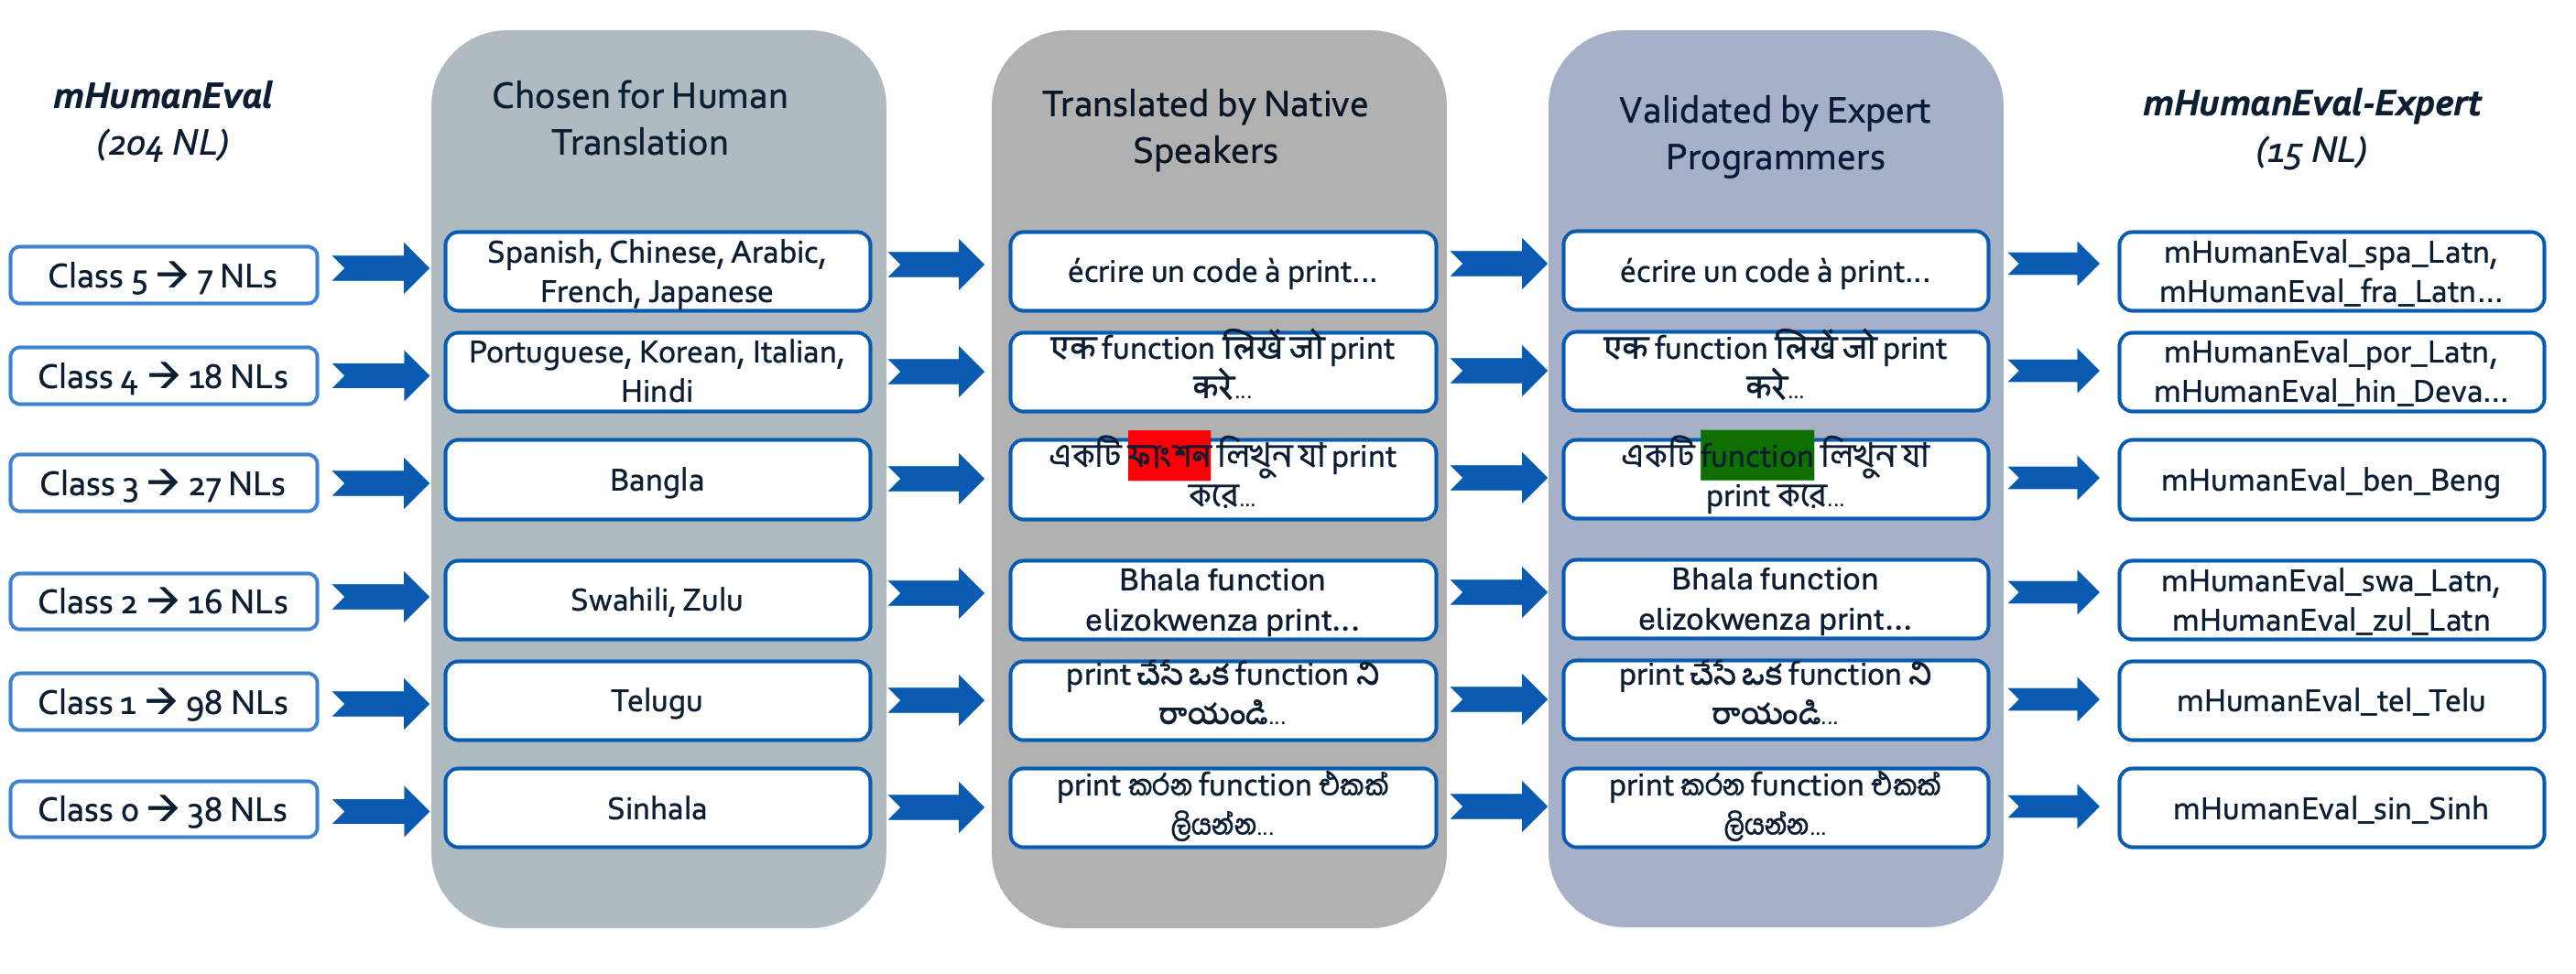 mHumanEval
(204 NL)
Chosen for Human
Translation
Translated by Native
Speakers
Validated by Expert
Programmers
mHumanEval-Expert
(15 NL)
Class 5 → 7 NLs
Spanish, Chinese, Arabic,
French, Japanese
écrire un code à print...
écrire un code à print...
mHumanEval_spa_Latn,
mHumanEval_fra_Latn...
Class 4 → 18 NLs
Portuguese, Korean, Italian,
Hindi
एक function लिखें जो print
करे...
एक function लिखें जो print
करे...
mHumanEval_por_Latn,
mHumanEval_hin_Deva...
Class 3 → 27 NLs
Bangla
একটি ফাংশন লিখুন যা print
করে...
একটি function লিখুন যা
print করে...
mHumanEval_ben_Beng
Class 2 → 16 NLs
Swahili, Zulu
Bhala function
elizokwenza print...
Bhala function
elizokwenza print...
mHumanEval_swa_Latn,
mHumanEval_zul_Latn
Class 1 → 98 NLs
Telugu
print చేసే ఒక function ని
రాయండి...
print చేసే ఒక function ని
రాయండి...
mHumanEval_tel_Telu
Class 0 → 38 NLs
Sinhala
print කරන function එකක්
ලියන්න...
print කරන function එකක්
ලියන්න...
mHumanEval_sin_Sinh